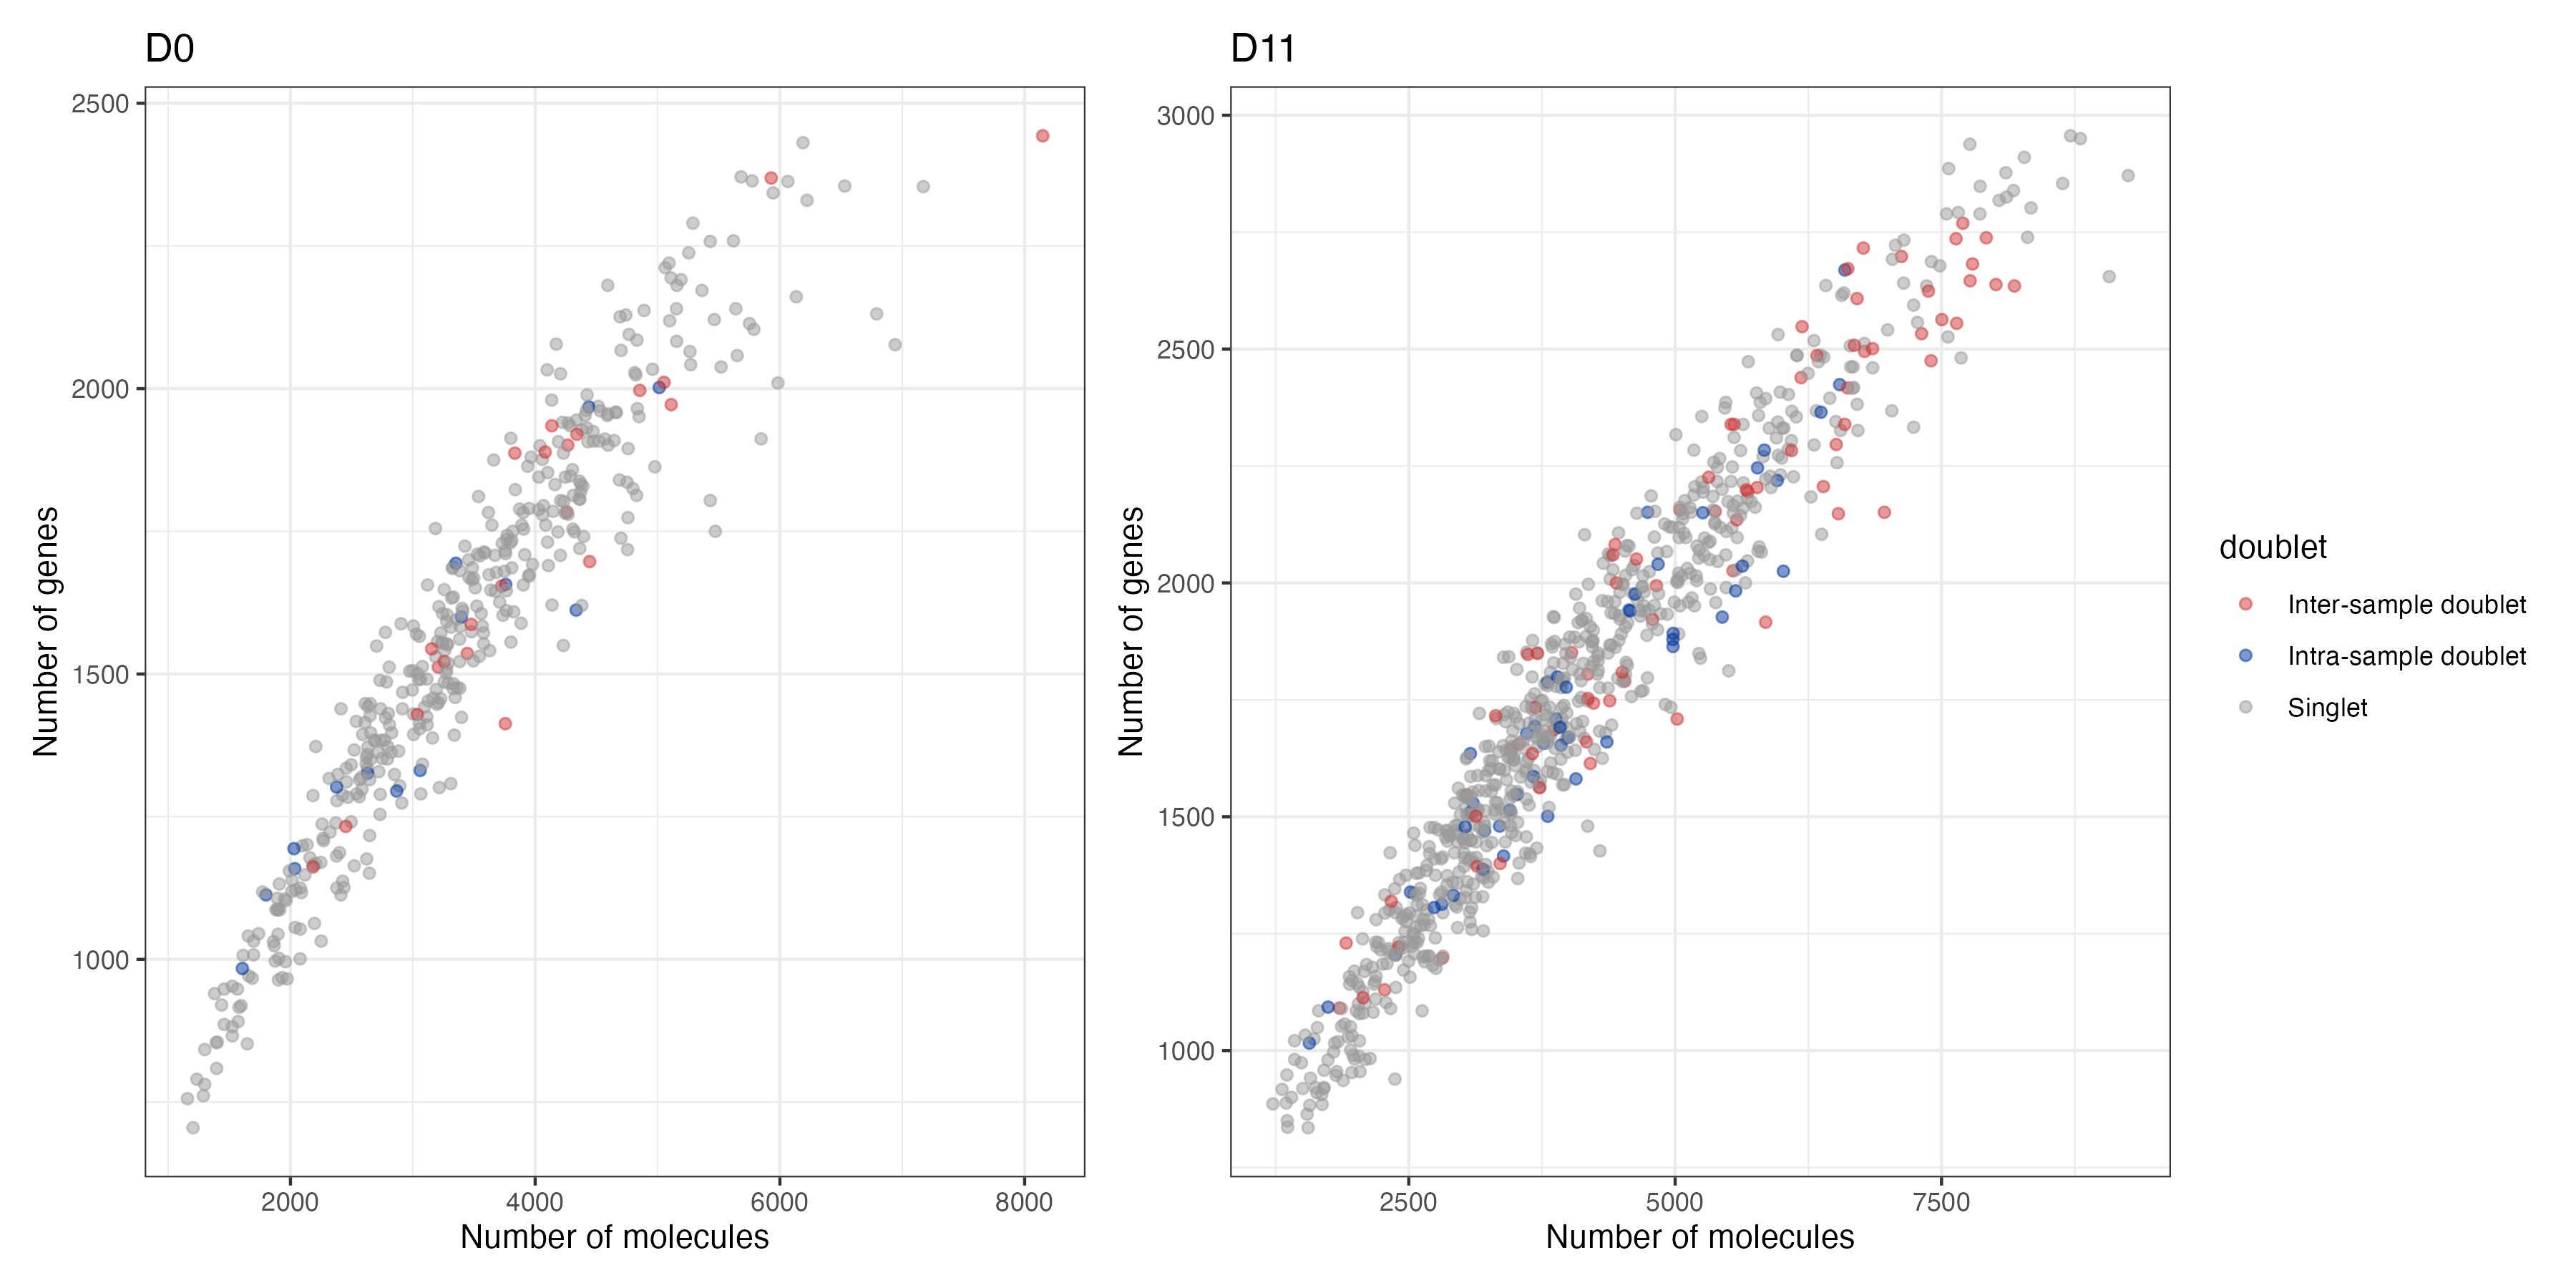 D0
2500
2000
1500
1000
Number of genes
2000
4000
6000
8000
Number of molecules
D11
3000
2500
2000
1500
1000
Number of genes
2500
5000
7500
Number of molecules
doublet
Inter-sample doublet
Intra-sample doublet
Singlet